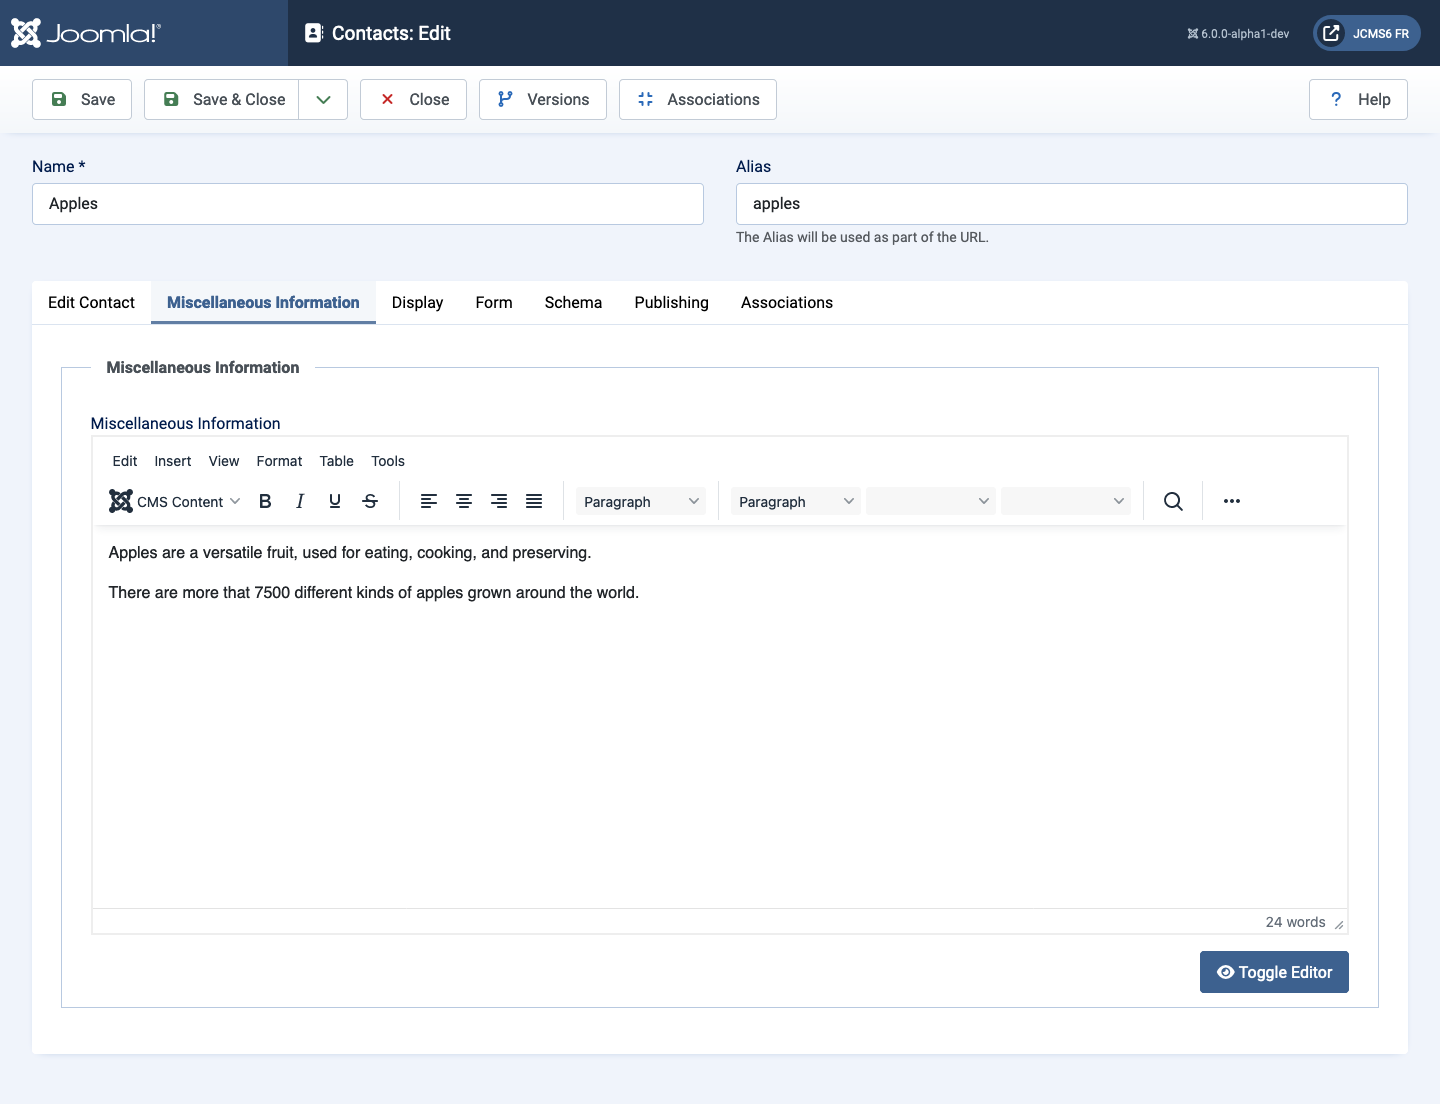 Joomla!®
Contacts: Edit
6.0.0-alpha1-dev
JCMS6 FR
Save
Save & Close
Close
Versions
Associations
? Help
Name *
Alias
Apples
apples
The Alias will be used as part of the URL.
Edit Contact Miscellaneous Information Display Form Schema Publishing Associations
Miscellaneous Information
Miscellaneous Information
Edit Insert View Format Table Tools
CMS Content B I U S Paragraph Paragraph
Apples are a versatile fruit, used for eating, cooking, and preserving.
There are more that 7500 different kinds of apples grown around the world.
24 words
Toggle Editor